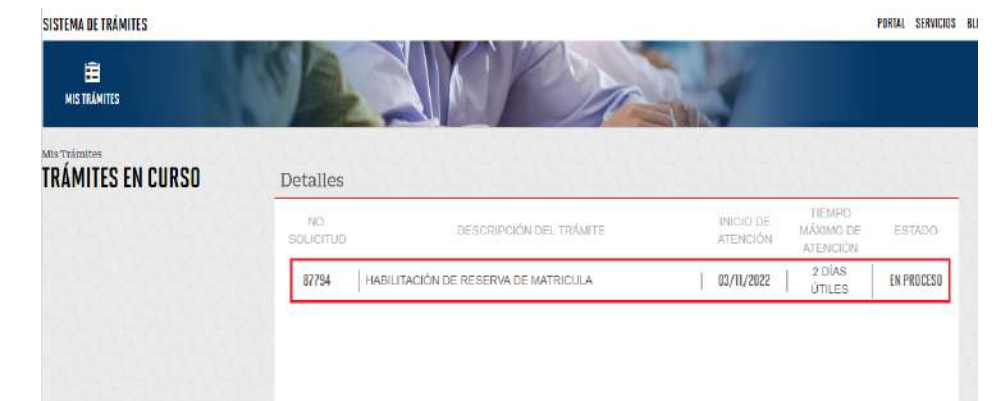 SISTEMA DE TRÁMITES
PORTAL SERVICIOS
MIS TRÁMITES
Mis Trámites
TRÁMITES EN CURSO
Detalles
NO. SOLICITUD
DESCRIPCIÓN DEL TRÁMITE
INICIO DE ATENCIÓN
TIEMPO MÁXIMO DE ATENCIÓN
ESTADO
87794
HABILITACIÓN DE RESERVA DE MATRICULA
03/11/2022
2 DÍAS ÚTILES
EN PROCESO